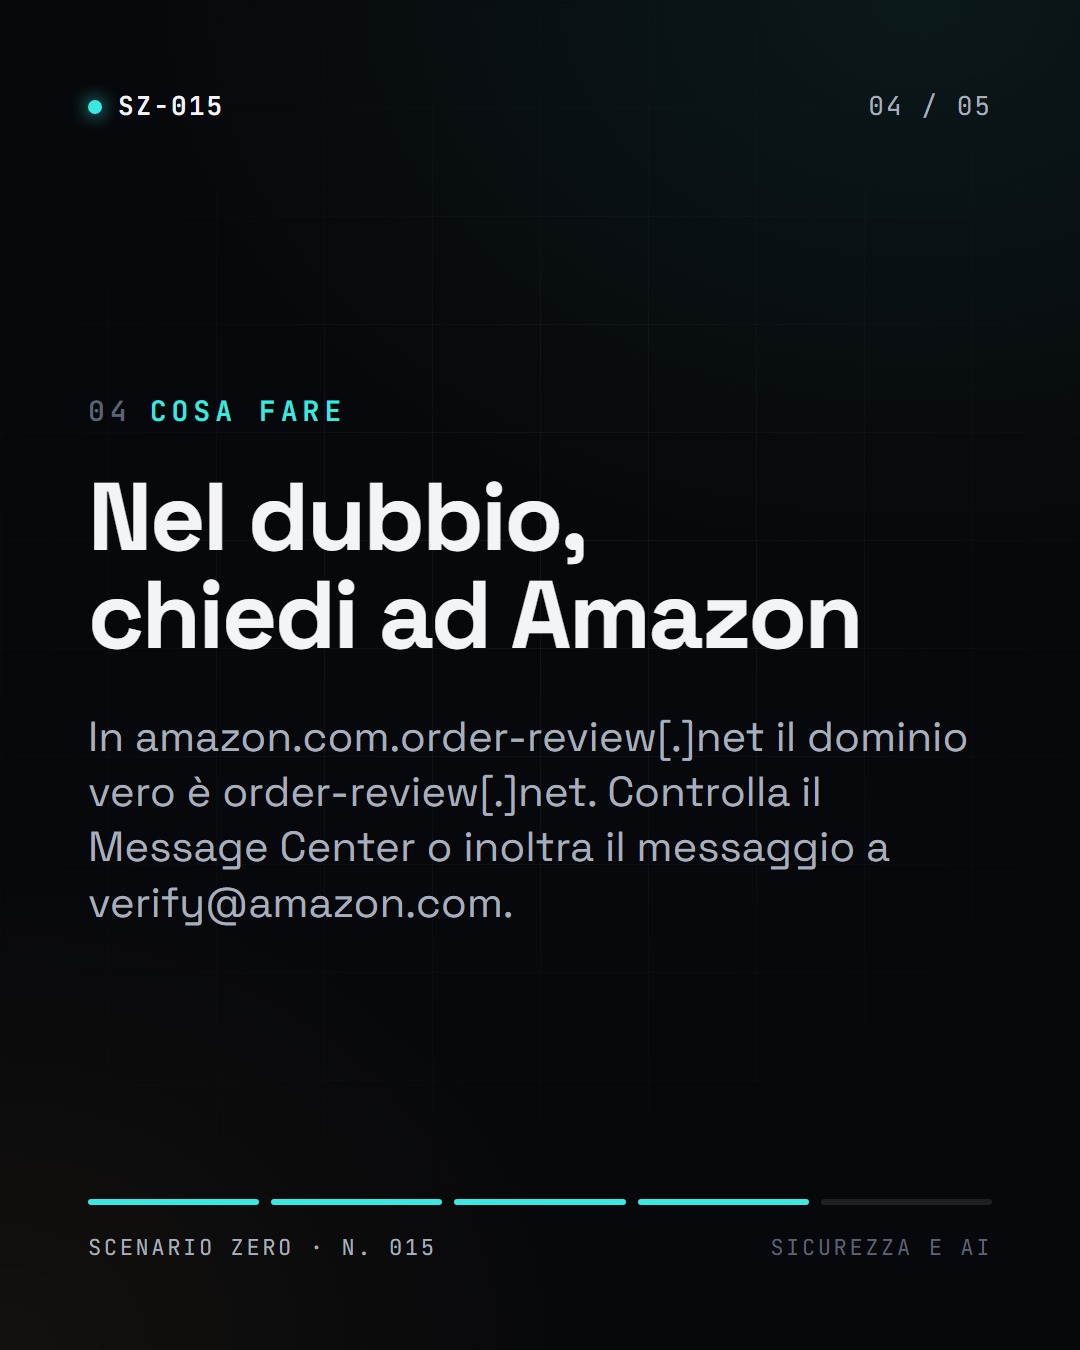 SZ-015
04 / 05
04 COSA FARE
Nel dubbio,
chiedi ad Amazon
In amazon.com.order-review[.]net il dominio
vero è order-review[.]net. Controlla il
Message Center o inoltra il messaggio a
verify@amazon.com.
SCENARIO ZERO · N. 015
SICUREZZA E AI